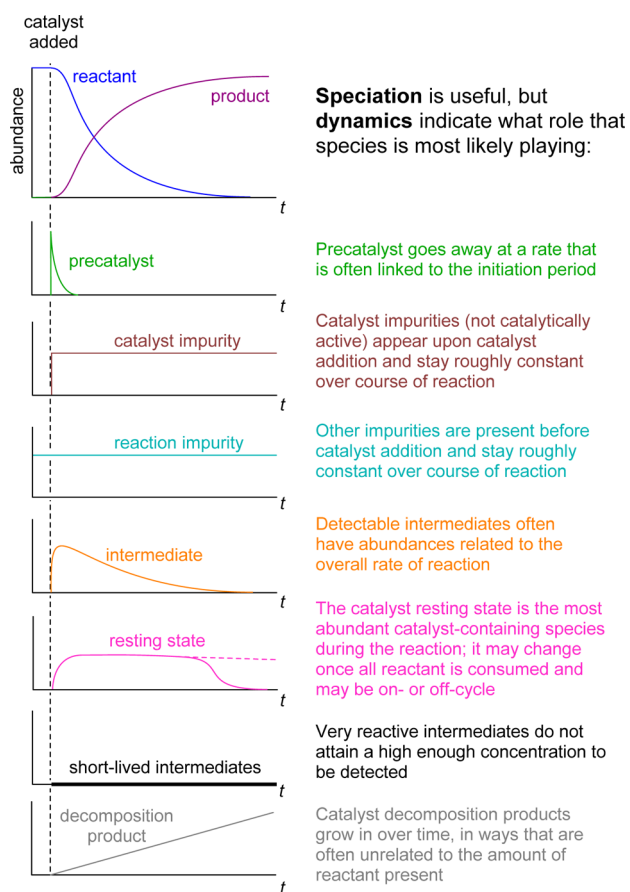 catalyst
added
reactant
product
abundance
t
Speciation is useful, but
dynamics indicate what role that
species is most likely playing:
precatalyst
t
Precatalyst goes away at a rate that
is often linked to the initiation period
catalyst impurity
t
Catalyst impurities (not catalytically
active) appear upon catalyst
addition and stay roughly constant
over course of reaction
reaction impurity
t
Other impurities are present before
catalyst addition and stay roughly
constant over course of reaction
intermediate
t
Detectable intermediates often
have abundances related to the
overall rate of reaction
resting state
t
The catalyst resting state is the most
abundant catalyst-containing species
during the reaction; it may change
once all reactant is consumed and
may be on- or off-cycle
short-lived intermediates
t
Very reactive intermediates do not
attain a high enough concentration to
be detected
decomposition
product
t
Catalyst decomposition products
grow in over time, in ways that are
often unrelated to the amount of
reactant present